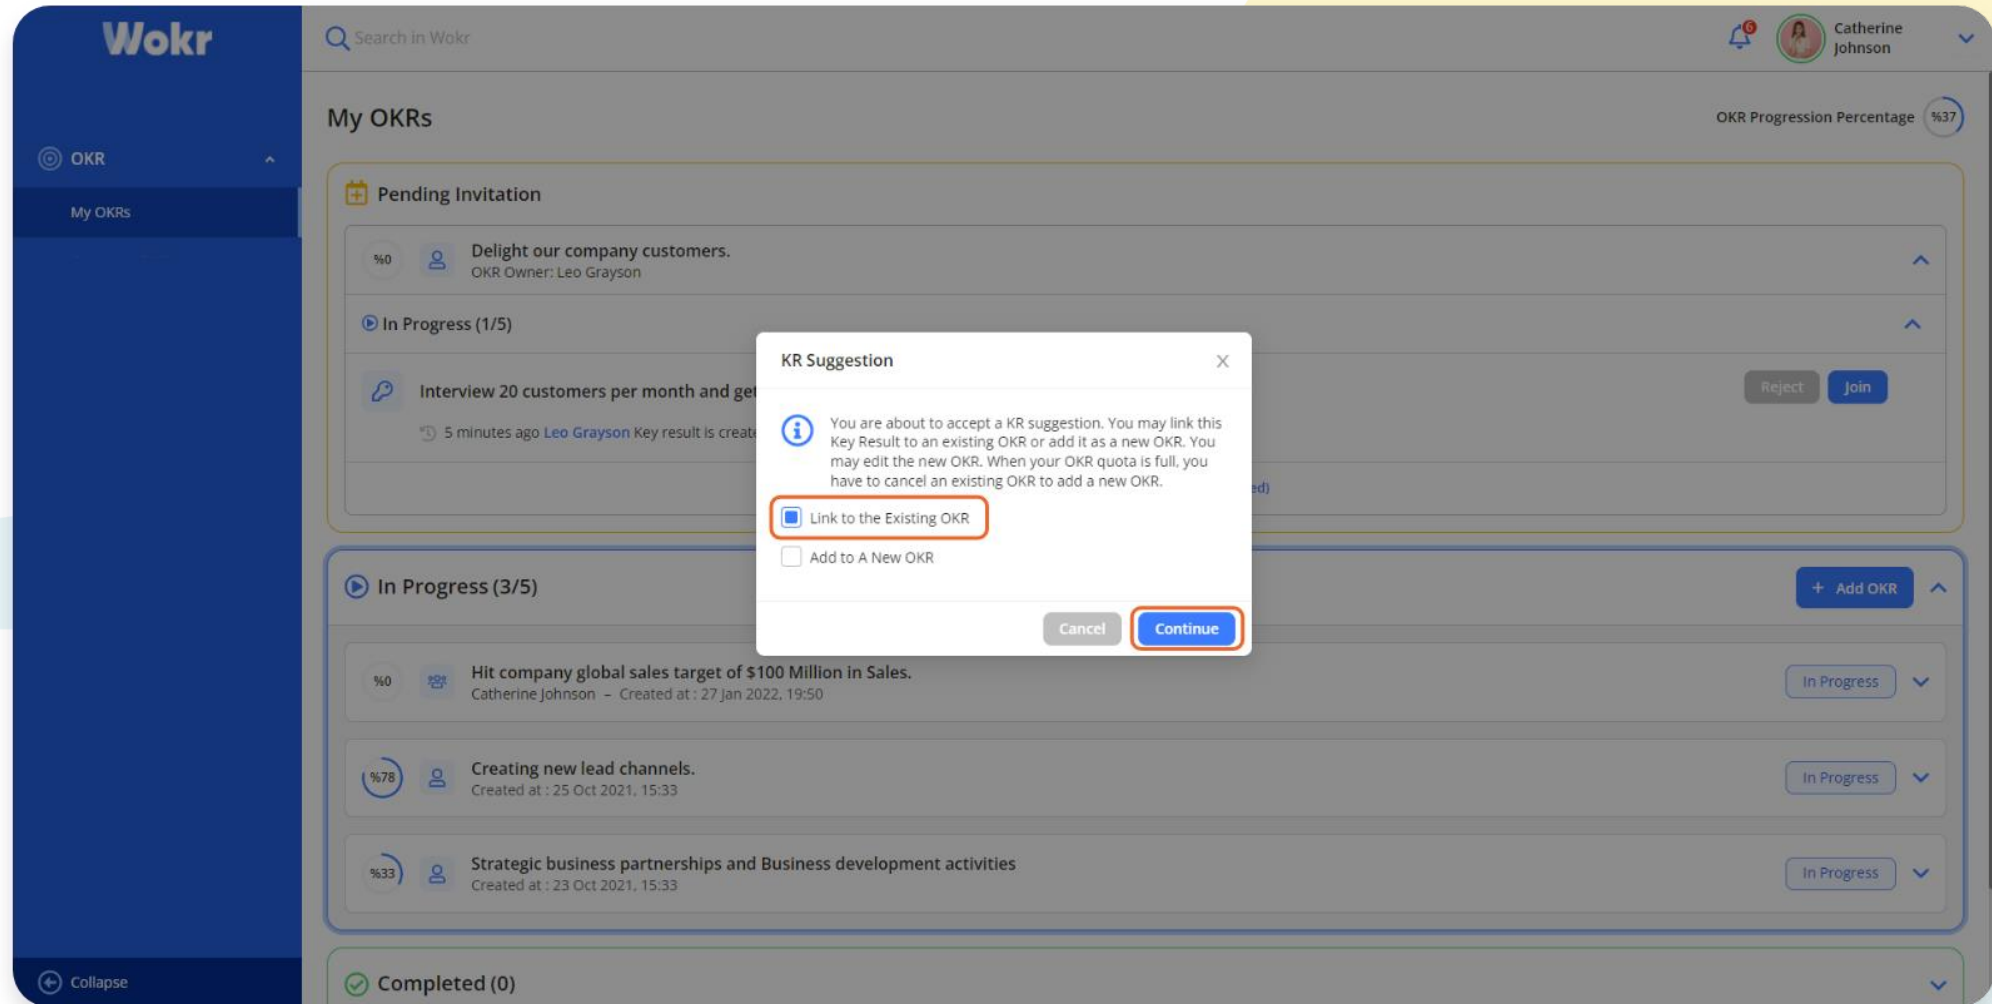 Wokr
Search in Wokr
6
Catherine
Johnson
OKR
My OKRs
Collapse
My OKRs
OKR Progression Percentage
%37
Pending Invitation
%0
Delight our company customers.
OKR Owner: Leo Grayson
In Progress (1/5)
Interview 20 customers per month and get
Reject
Join
5 minutes ago Leo Grayson Key result is create
ed)
KR Suggestion
You are about to accept a KR suggestion. You may link this
Key Result to an existing OKR or add it as a new OKR. You
may edit the new OKR. When your OKR quota is full, you
have to cancel an existing OKR to add a new OKR.
Link to the Existing OKR
Add to A New OKR
Cancel
Continue
In Progress (3/5)
+ Add OKR
%0
Hit company global sales target of $100 Million in Sales.
Catherine Johnson – Created at : 27 Jan 2022, 19:50
In Progress
%78
Creating new lead channels.
Created at : 25 Oct 2021, 15:33
In Progress
%33
Strategic business partnerships and Business development activities
Created at : 23 Oct 2021, 15:33
In Progress
Completed (0)